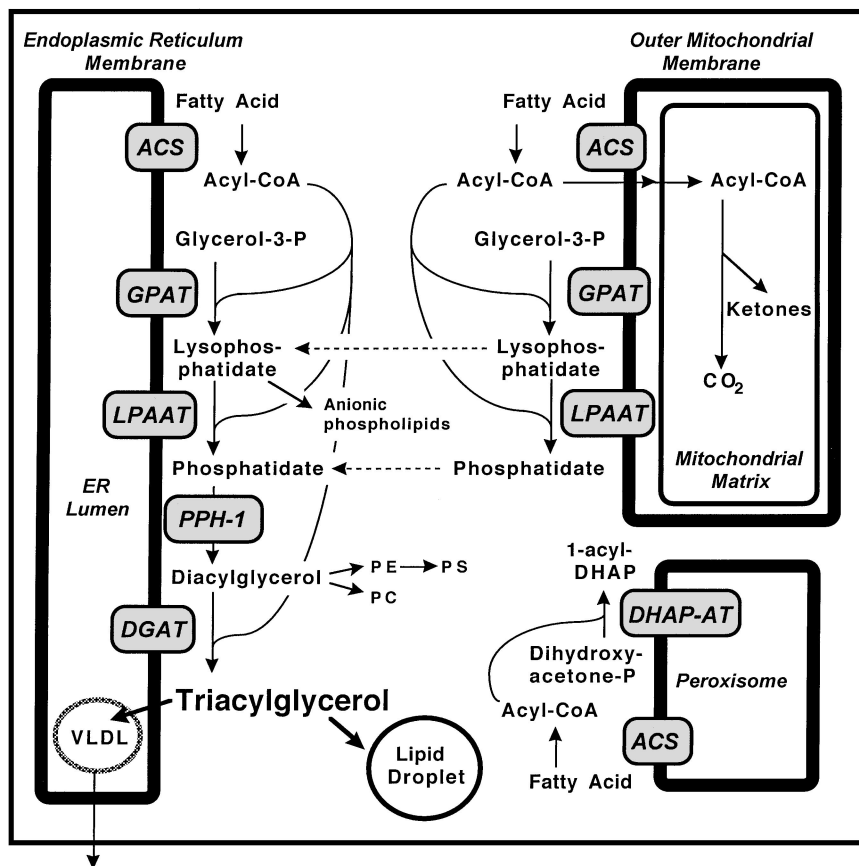 Endoplasmic Reticulum
Membrane
Fatty Acid
ACS
Acyl-CoA
Glycerol-3-P
GPAT
Lysophos-
phatidate
Anionic
phospholipids
LPAAT
Phosphatidate
ER
Lumen
PPH-1
Diacylglycerol
PE
PS
PC
DGAT
Triacylglycerol
VLDL
Lipid
Droplet
Outer Mitochondrial
Membrane
Fatty Acid
ACS
Acyl-CoA
Acyl-CoA
Glycerol-3-P
GPAT
Ketones
Lysophos-
phatidate
CO2
LPAAT
Phosphatidate
Mitochondrial
Matrix
1-acyl-
DHAP
DHAP-AT
Dihydroxy-
acetone-P
Peroxisome
Acyl-CoA
ACS
Fatty Acid